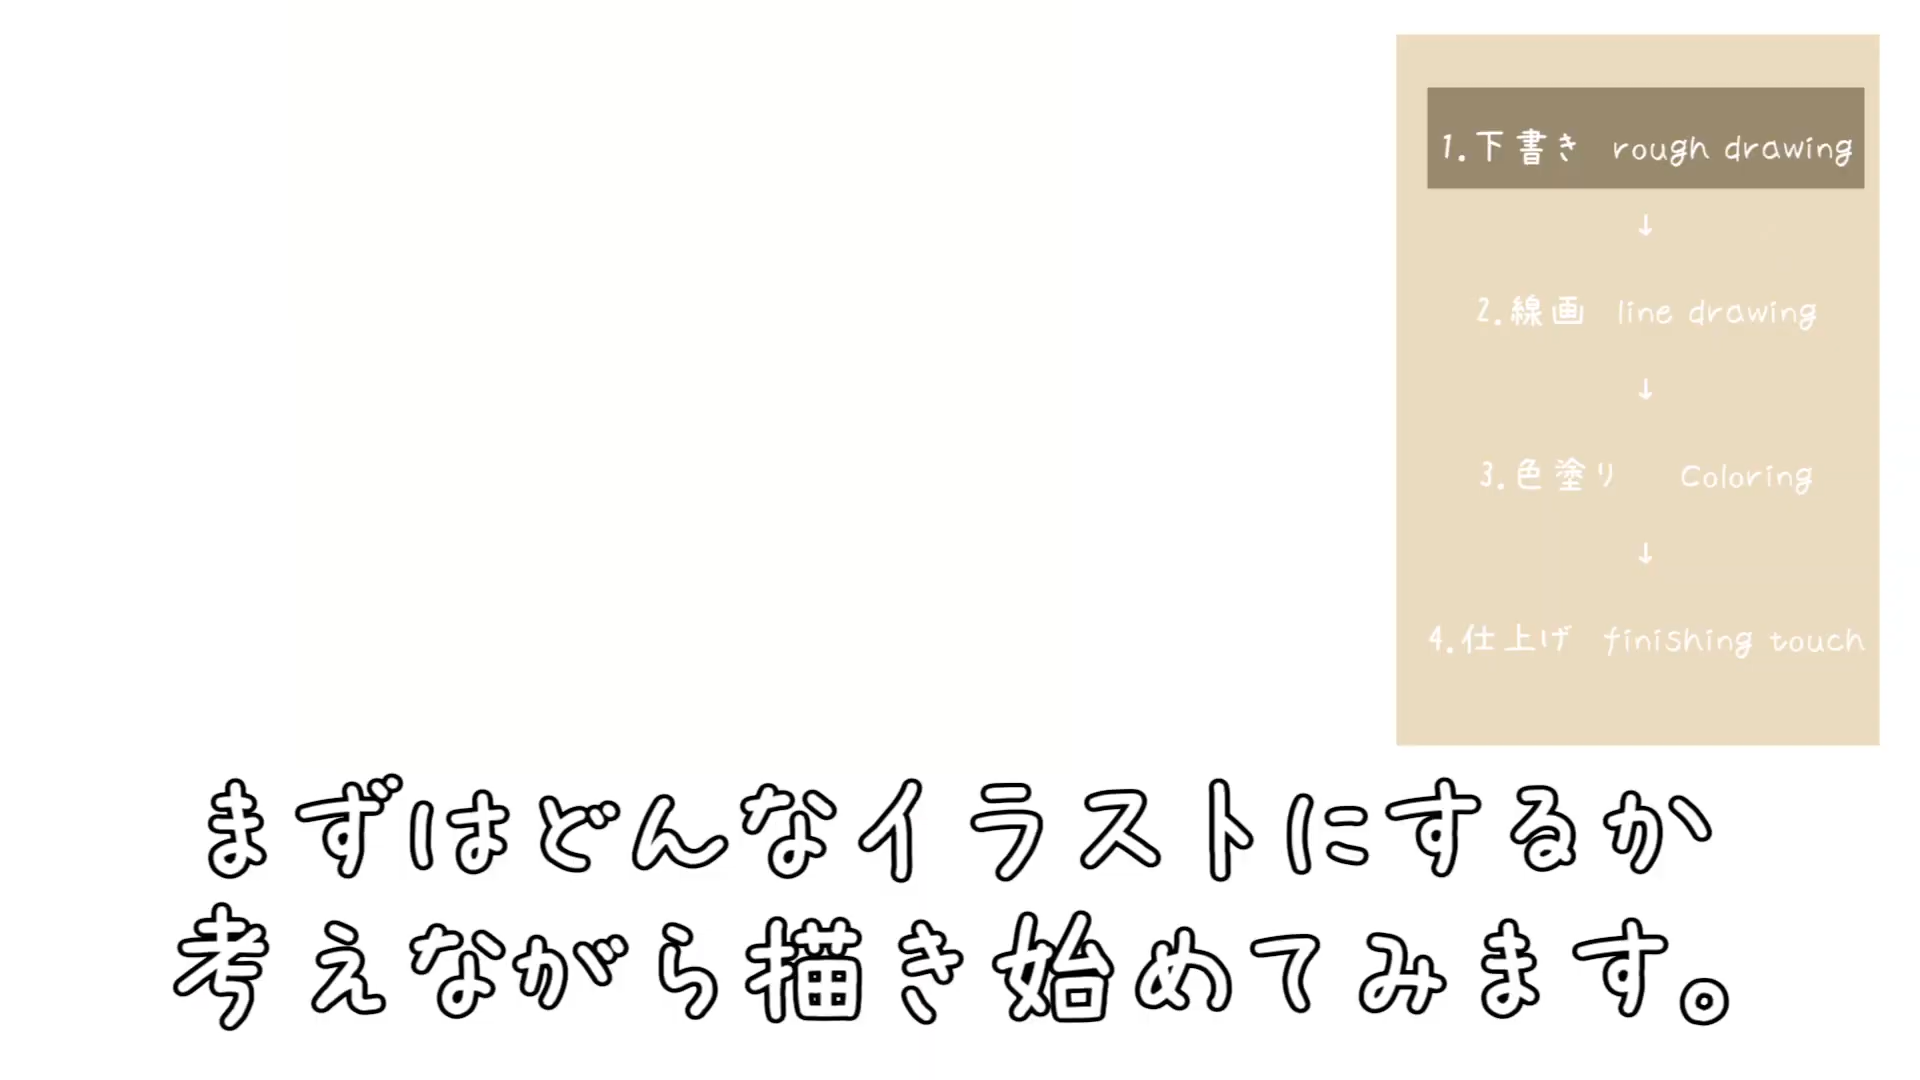 1.下書き rough drawing
↓
2.線画 line drawing
↓
3.色塗り Coloring
↓
4.仕上げ finishing touch
まずはどんなイラストにするか
考えながら描き始めてみます。